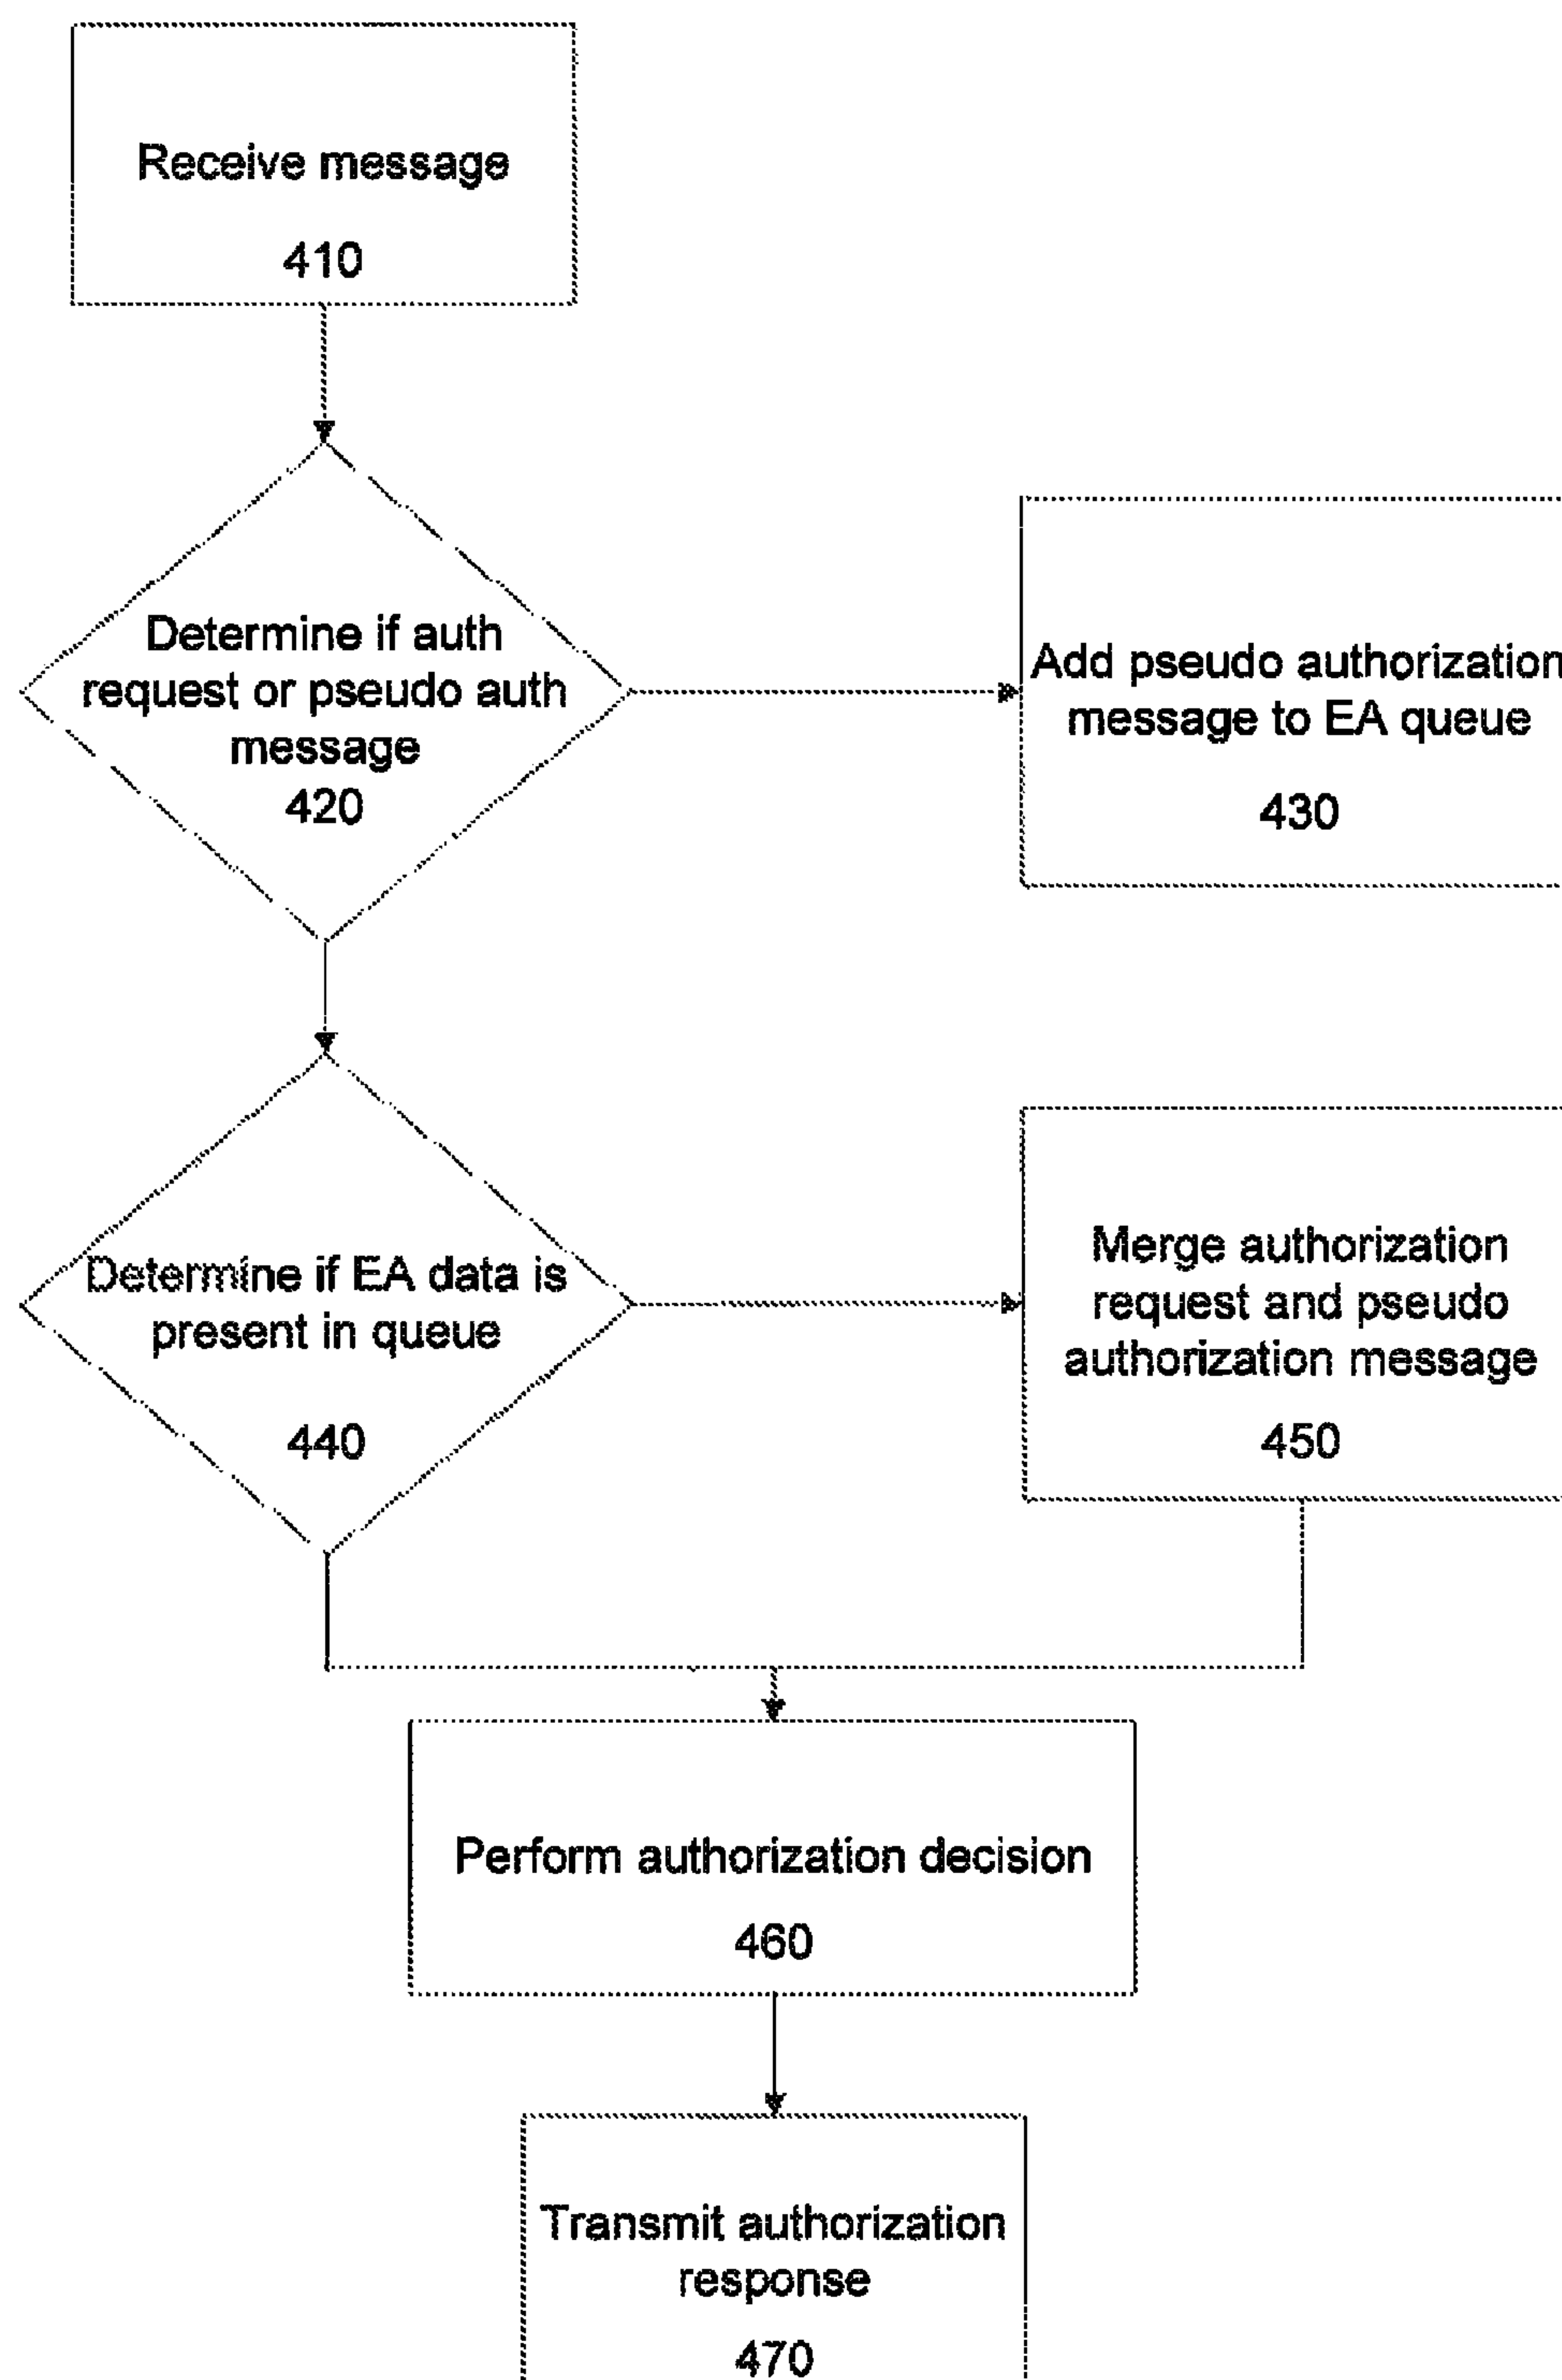 Receive message
410
Determine if auth
request or pseudo auth
message
420
Add pseudo authorization
message to EA queue
430
Determine if EA data is
present in queue
440
Merge authorization
request and pseudo
authorization message
450
Perform authorization decision
460
Transmit authorization
response
470